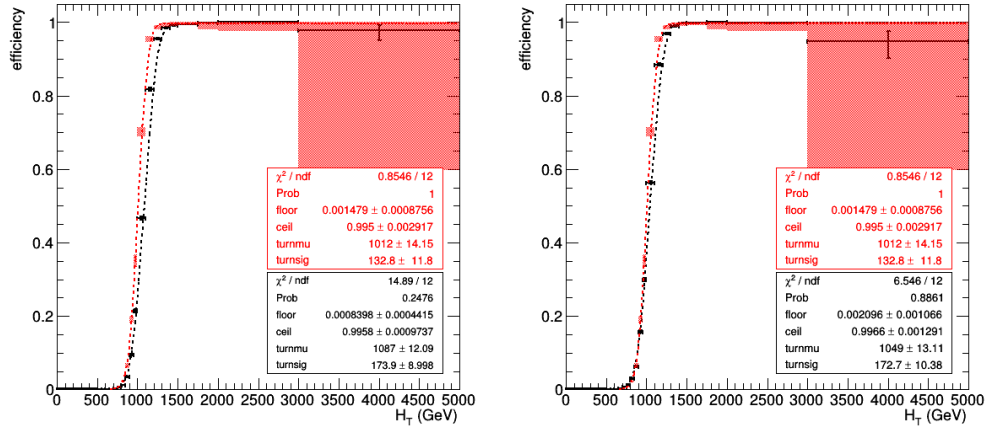 efficiency
1
0.8
0.6
0.4
0.2
0
0 500 1000 1500 2000 2500 3000 3500 4000 4500 5000
H_T (GeV)
χ² / ndf 0.8546 / 12
Prob 1
floor 0.001479 ± 0.0008756
ceil 0.995 ± 0.002917
turnmu 1012 ± 14.15
turnsig 132.8 ± 11.8
χ² / ndf 14.89 / 12
Prob 0.2476
floor 0.0008398 ± 0.0004415
ceil 0.9958 ± 0.0009737
turnmu 1087 ± 12.09
turnsig 173.9 ± 8.998
efficiency
1
0.8
0.6
0.4
0.2
0
0 500 1000 1500 2000 2500 3000 3500 4000 4500 5000
H_T (GeV)
χ² / ndf 0.8546 / 12
Prob 1
floor 0.001479 ± 0.0008756
ceil 0.995 ± 0.002917
turnmu 1012 ± 14.15
turnsig 132.8 ± 11.8
χ² / ndf 6.546 / 12
Prob 0.8861
floor 0.002096 ± 0.001066
ceil 0.9966 ± 0.001291
turnmu 1049 ± 13.11
turnsig 172.7 ± 10.38